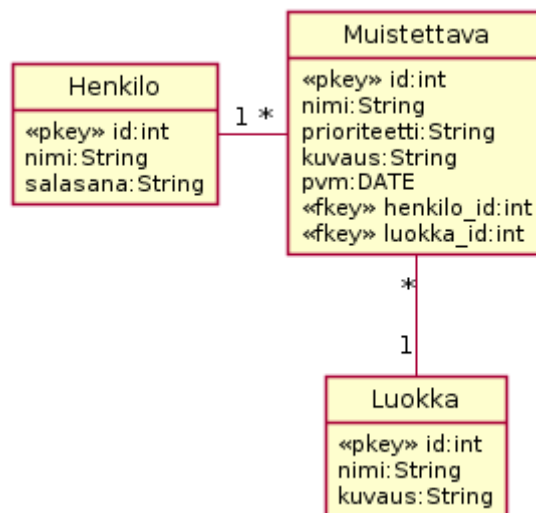 Henkilo
«pkey» id:int
nimi:String
salasana:String
1 *
Muistettava
«pkey» id:int
nimi:String
prioriteetti:String
kuvaus:String
pvm:DATE
«fkey» henkilo_id:int
«fkey» luokka_id:int
*
1
Luokka
«pkey» id:int
nimi:String
kuvaus:String